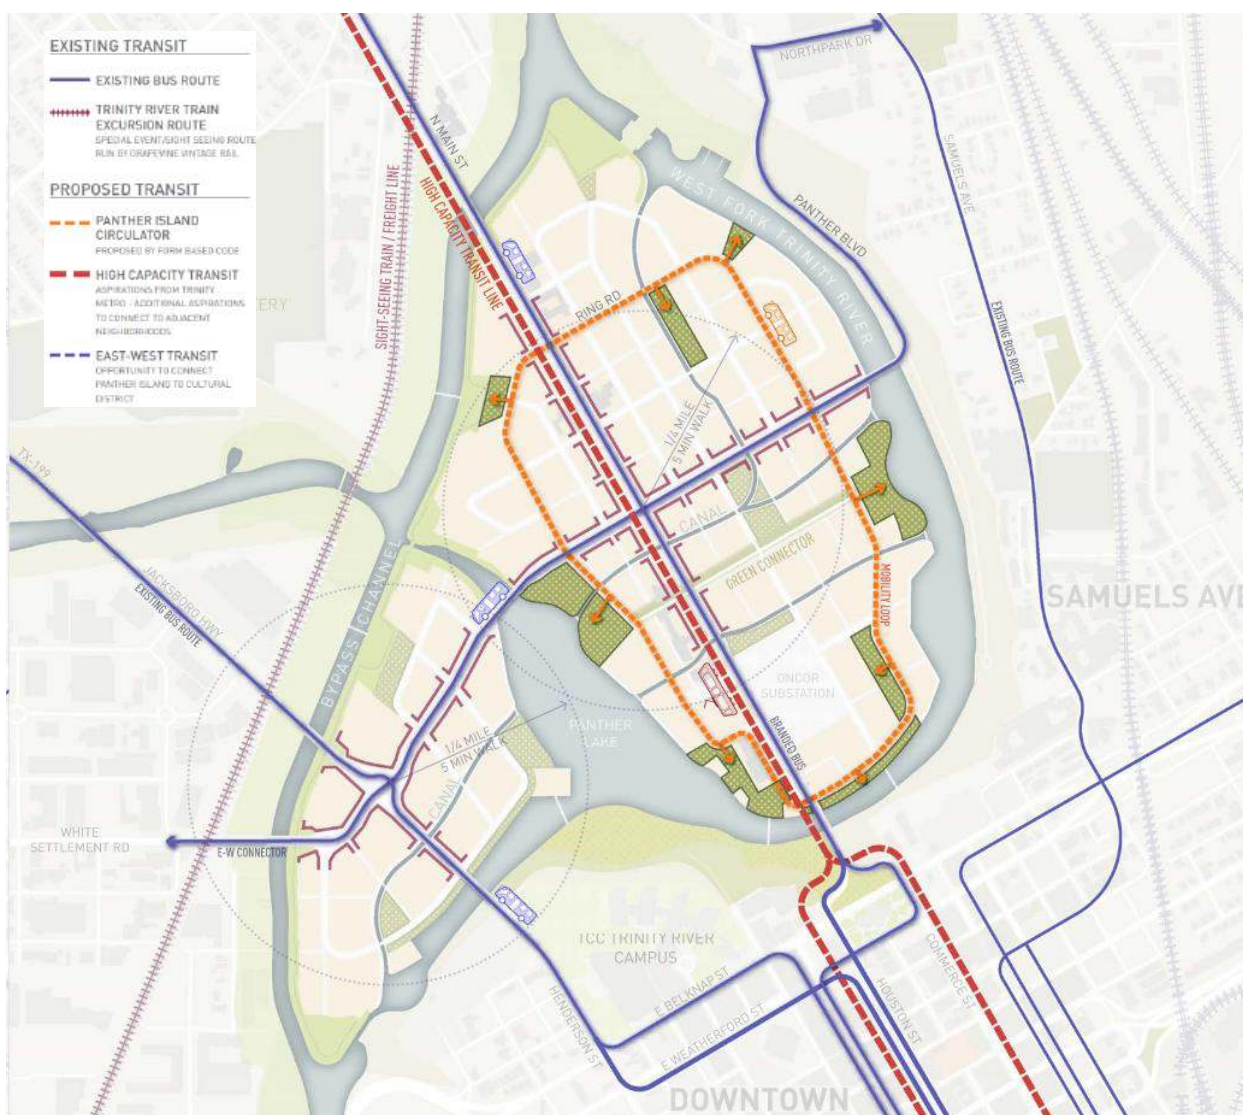 EXISTING TRANSIT
EXISTING BUS ROUTE
TRINITY RIVER TRAIN
EXCURSION ROUTE
SPECIAL EVENT/SIGHT SEEING ROUTE
RUN BY GRAPEVINE VINTAGE RAIL
PROPOSED TRANSIT
PANTHER ISLAND
CIRCULATOR
PROPOSED BY FORM BASED CODE
HIGH CAPACITY TRANSIT
ASPIRATIONS FROM TRINITY
METRO - ADDITIONAL ASPIRATIONS
TO CONNECT TO ADJACENT
NEIGHBORHOODS
EAST-WEST TRANSIT
OPPORTUNITY TO CONNECT
PANTHER ISLAND TO CULTURAL
DISTRICT
NORTHPARK DR
N MAIN ST
HIGH CAPACITY TRANSIT LINE
SIGHT-SEEING TRAIN / FREIGHT LINE
WEST FORK TRINITY RIVER
PANTHER BLVD
SAMUELS AVE
EXISTING BUS ROUTE
RING RD
1/4 MILE
5 MIN WALK
CANAL
GREEN CONNECTOR
MOBILITY LOOP
SAMUELS AVE
TX-199
JACKSBORO HWY
EXISTING BUS ROUTE
BYPASS CHANNEL
ONCOR
SUBSTATION
BRANDED BUS
PANTHER
LAKE
1/4 MILE
5 MIN WALK
CANAL
WHITE
SETTLEMENT RD
E-W CONNECTOR
TCC TRINITY RIVER
CAMPUS
HENDERSON ST
E BELKNAP ST
E WEATHERFORD ST
HOUSTON ST
COMMERCE ST
DOWNTOWN